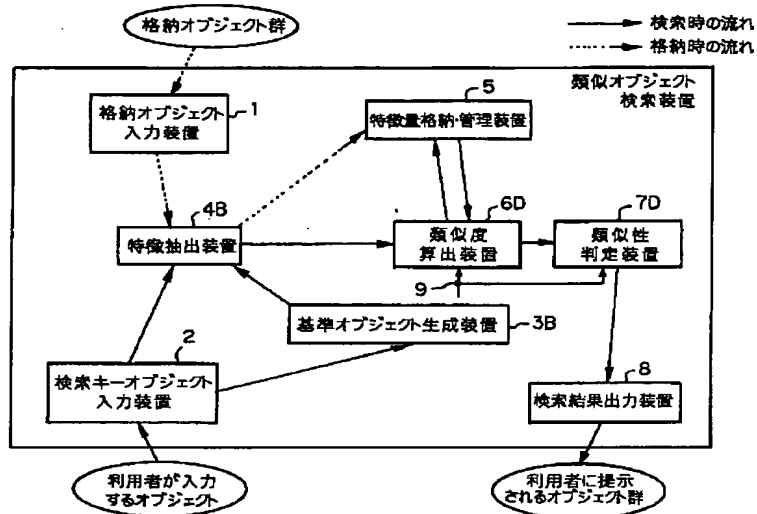 格納オブジェクト群
検索時の流れ
格納時の流れ
類似オブジェクト
検索装置
格納オブジェクト
入力装置
1
5
特徴量格納・管理装置
4B
特徴抽出装置
6D
類似度
算出装置
7D
類似性
判定装置
9
基準オブジェクト生成装置
3B
2
検索キーオブジェクト
入力装置
8
検索結果出力装置
利用者が入力
するオブジェクト
利用者に提示
されるオブジェクト群